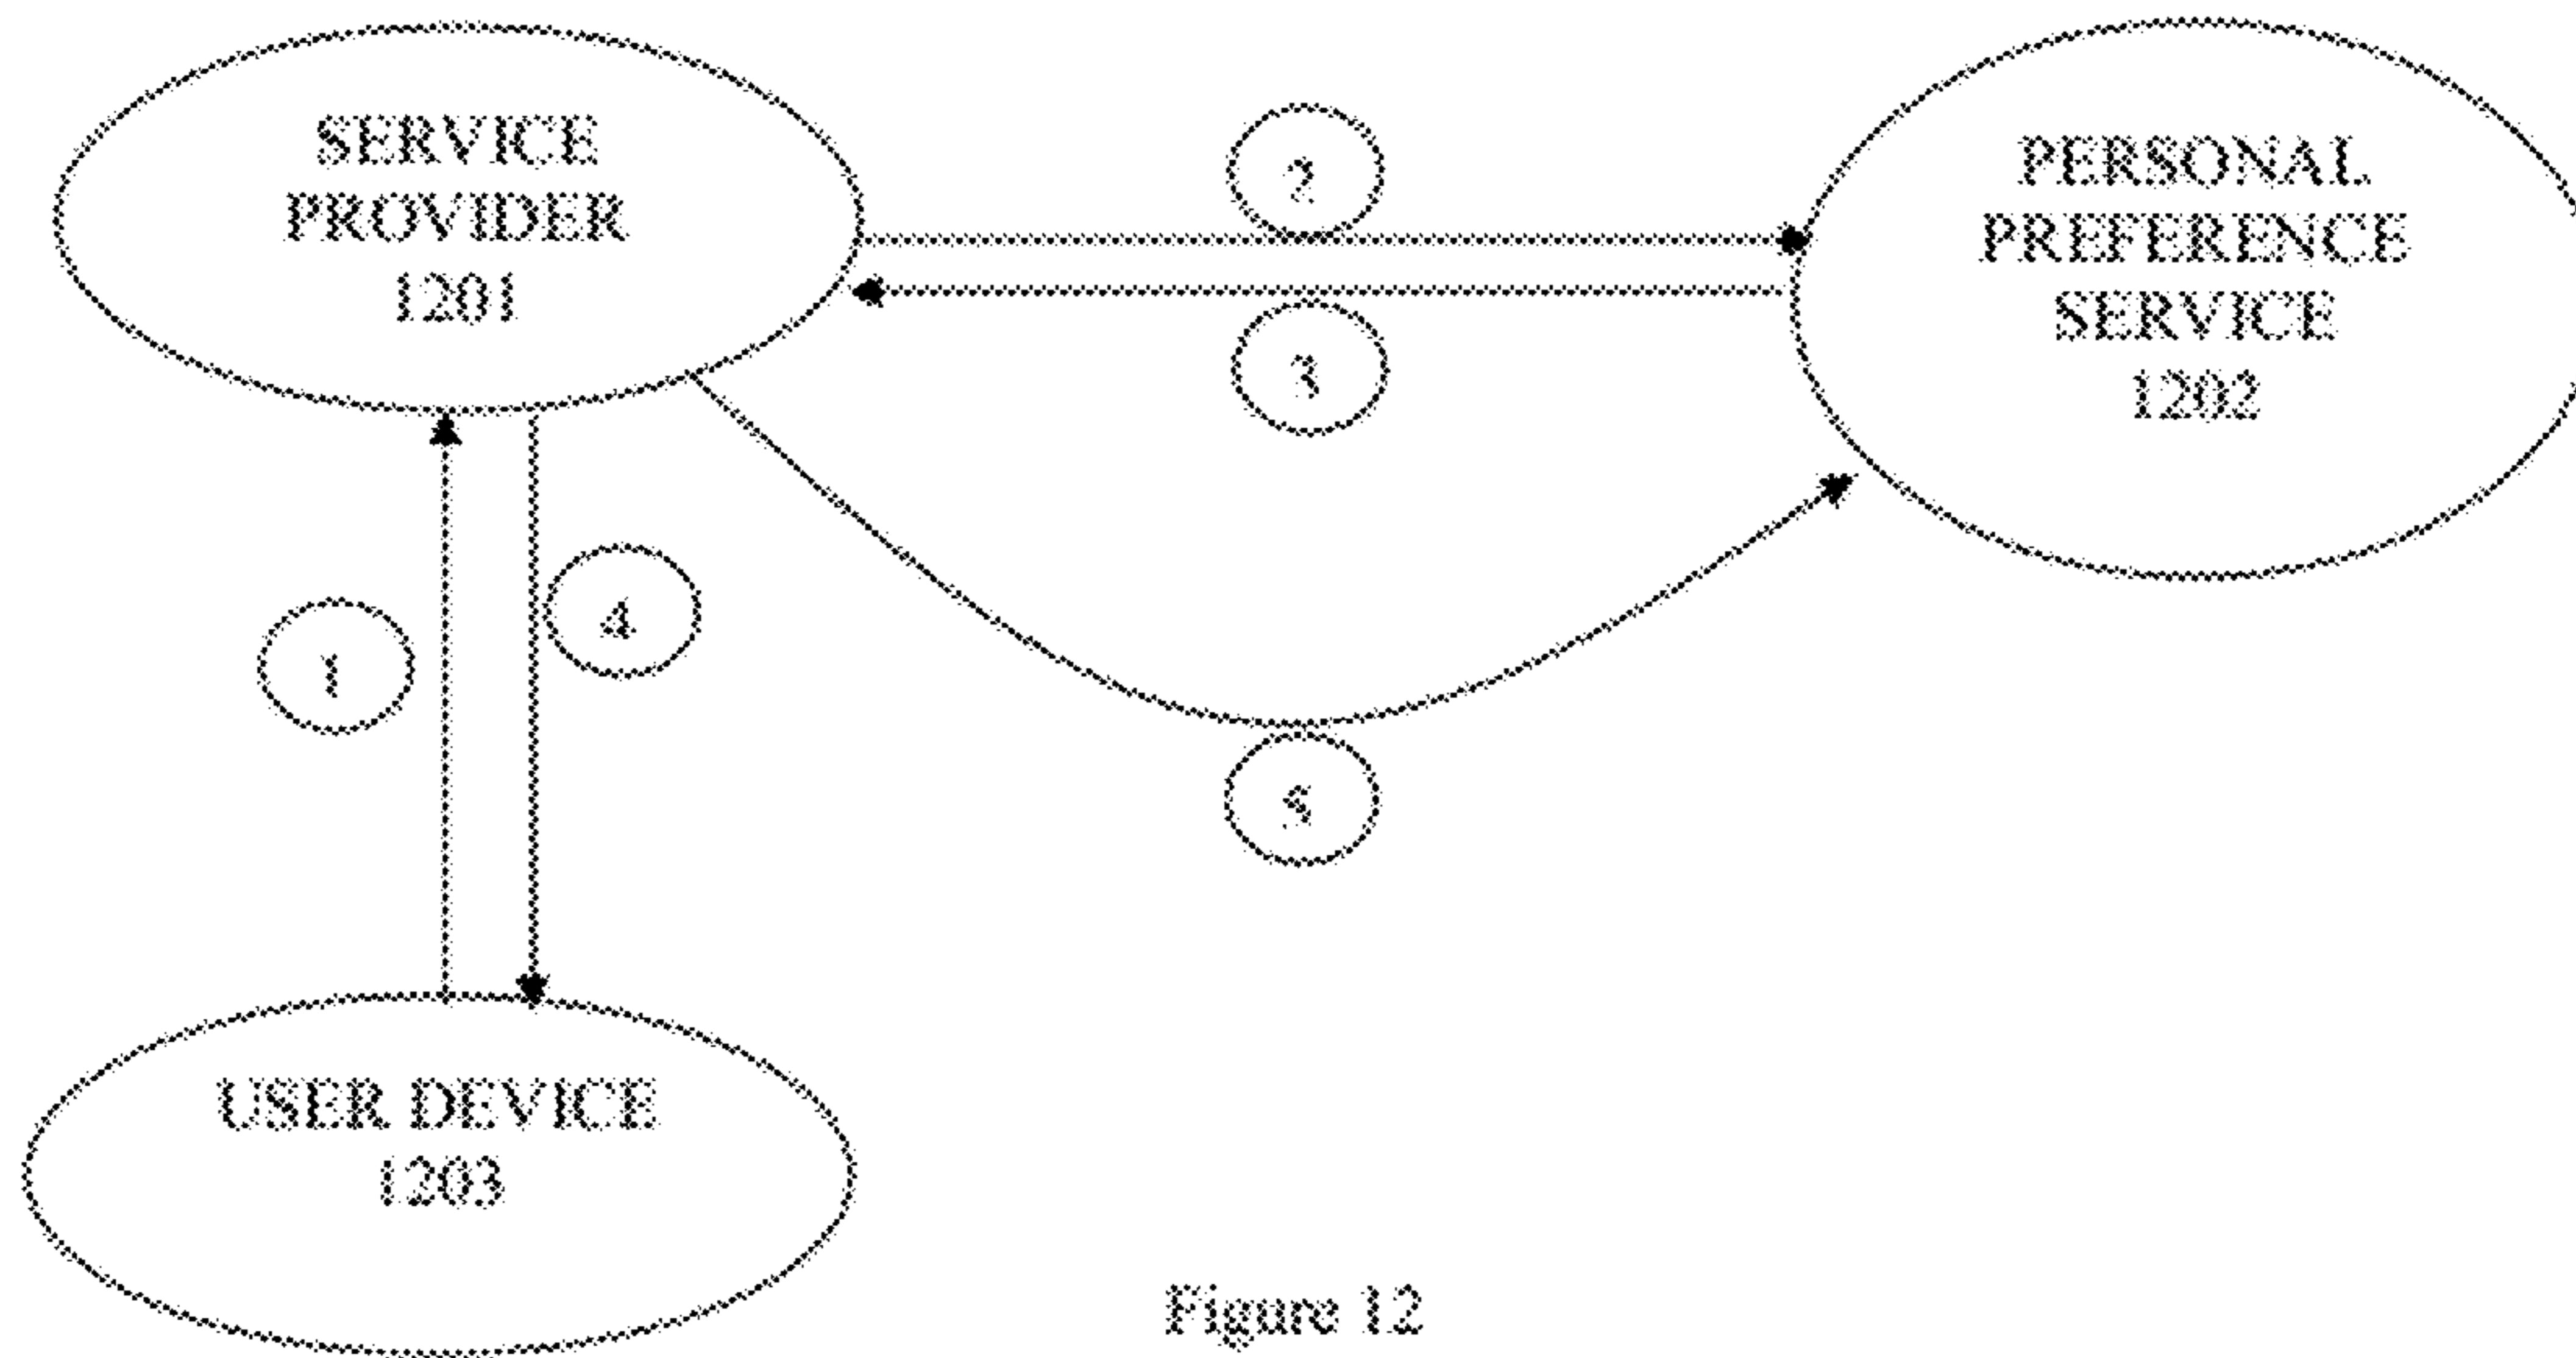 SERVICE
PROVIDER
1201
2
PERSONAL
PREFERENCE
SERVICE
1202
3
1
4
5
USER DEVICE
1203
Figure 12